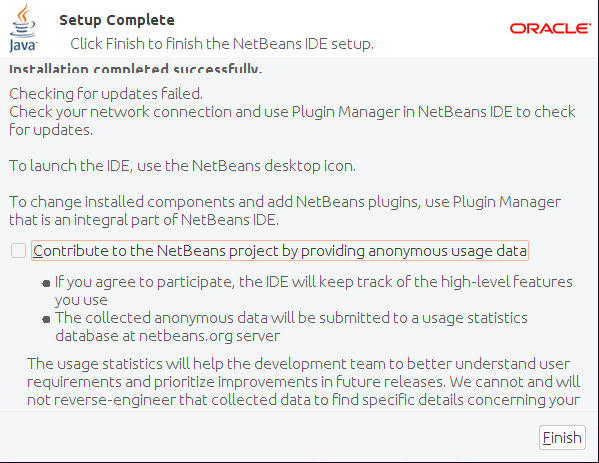 Setup Complete
Click Finish to finish the NetBeans IDE setup.
Java
ORACLE
Installation completed successfully.
Checking for updates failed.
Check your network connection and use Plugin Manager in NetBeans IDE to check
for updates.
To launch the IDE, use the NetBeans desktop icon.
To change installed components and add NetBeans plugins, use Plugin Manager
that is an integral part of NetBeans IDE.
Contribute to the NetBeans project by providing anonymous usage data
If you agree to participate, the IDE will keep track of the high-level features
you use
The collected anonymous data will be submitted to a usage statistics
database at netbeans.org server
The usage statistics will help the development team to better understand user
requirements and prioritize improvements in future releases. We cannot and will
not reverse-engineer that collected data to find specific details concerning your
Finish